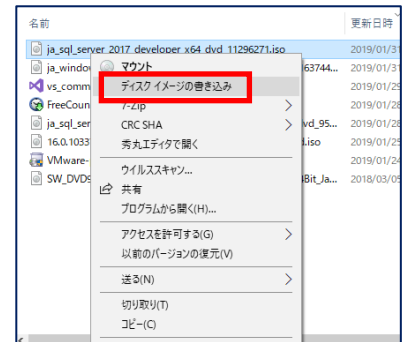 名前 更新日時
ja_sql_server_2017_developer_x64_dvd_11296271.iso 2019/01/31
ja_windo マウント 63744... 2019/01/31
vs_comm ディスク イメージの書き込み 2019/01/28
FreeCoun 7-Zip 2019/01/28
ja_sql_ser CRC SHA vd_95... 2019/01/28
16.0.1033 秀丸エディタで開く .iso 2019/01/25
VMware- ウイルススキャン... 2019/01/24
SW_DVD9 共有 Bit_Ja... 2018/03/05
プログラムから開く(H)...
アクセスを許可する(G)
以前のバージョンの復元(V)
送る(N)
切り取り(T)
コピー(C)